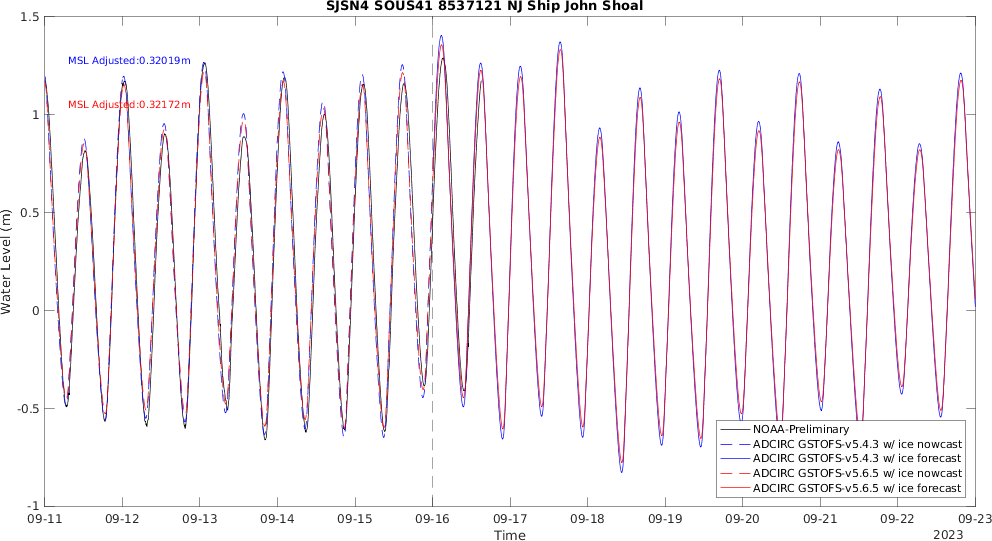 SJSN4 SOUS41 8537121 NJ Ship John Shoal
1.5
1
0.5
0
-0.5
-1
Water Level (m)
MSL Adjusted:0.32019m
MSL Adjusted:0.32172m
NOAA-Preliminary
ADCIRC GSTOFS-v5.4.3 w/ ice nowcast
ADCIRC GSTOFS-v5.4.3 w/ ice forecast
ADCIRC GSTOFS-v5.6.5 w/ ice nowcast
ADCIRC GSTOFS-v5.6.5 w/ ice forecast
09-11 09-12 09-13 09-14 09-15 09-16 09-17 09-18 09-19 09-20 09-21 09-22 09-23
Time
2023